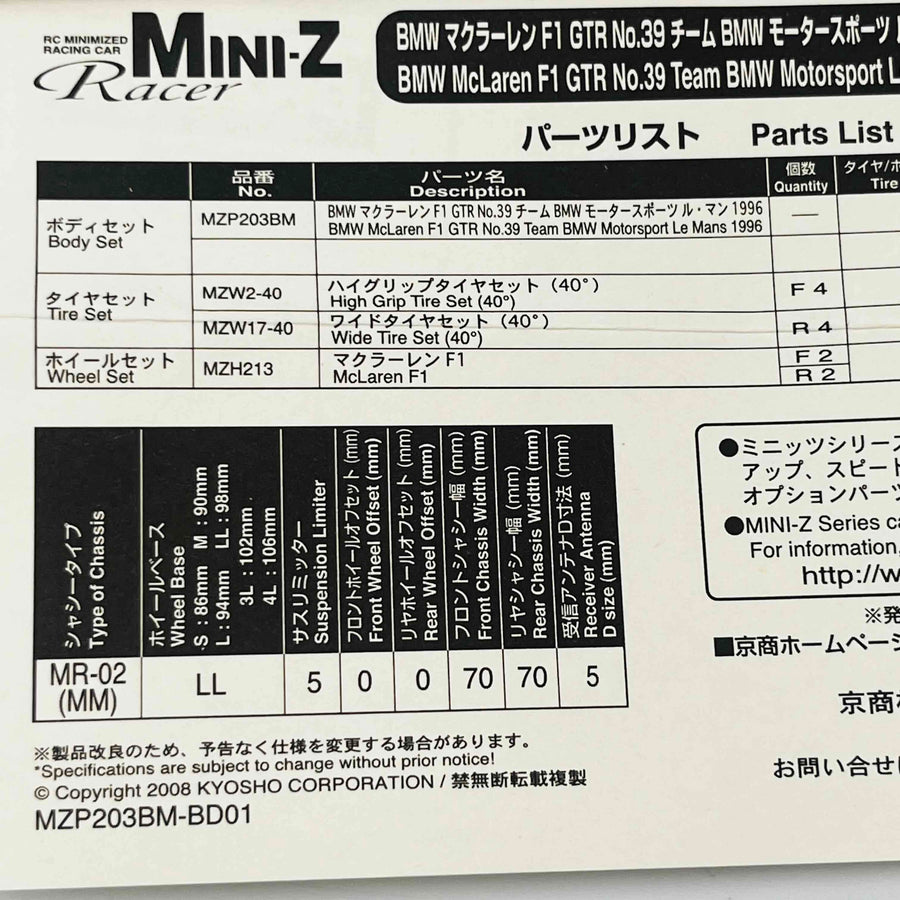 RC MINIMIZED
RACING CAR
MINI-Z
Racer
BMW マクラーレン F1 GTR No.39 チーム BMW モータースポーツ
BMW McLaren F1 GTR No.39 Team BMW Motorsport
パーツリスト Parts List
品番 パーツ名 個数
No. Description Quantity Tire
ボディセット
Body Set
MZP203BM
BMW マクラーレン F1 GTR No.39 チーム BMW モータースポーツ ル・マン 1996
BMW McLaren F1 GTR No.39 Team BMW Motorsport Le Mans 1996
—
タイヤセット
Tire Set
MZW2-40
ハイグリップタイヤセット（40°）
High Grip Tire Set (40°)
F 4
MZW17-40
ワイドタイヤセット（40°）
Wide Tire Set (40°)
R 4
ホイールセット
Wheel Set
MZH213
マクラーレン F1
McLaren F1
F 2
R 2
シャシータイプ
Type of Chassis
ホイールベース
Wheel Base
S : 86mm M : 90mm
L : 94mm LL : 98mm
3L : 102mm
4L : 106mm
サスリミッター
Suspension Limiter
フロントホイールオフセット (mm)
Front Wheel Offset (mm)
リヤホイールオフセット (mm)
Rear Wheel Offset (mm)
フロントシャシー幅 (mm)
Front Chassis Width (mm)
リヤシャシー幅 (mm)
Rear Chassis Width (mm)
受信アンテナD寸法 (mm)
Receiver Antenna
D size (mm)
MR-02
(MM)
LL 5 0 0 70 70 5
●ミニッツシリーズ
アップ、スピード
オプションパーツ
●MINI-Z Series
For information,
http://w
※発
■京商ホームページ
京商
お問い合せ
※製品改良のため、予告なく仕様を変更する場合があります。
*Specifications are subject to change without prior notice!
© Copyright 2008 KYOSHO CORPORATION / 禁無断転載複製
MZP203BM-BD01